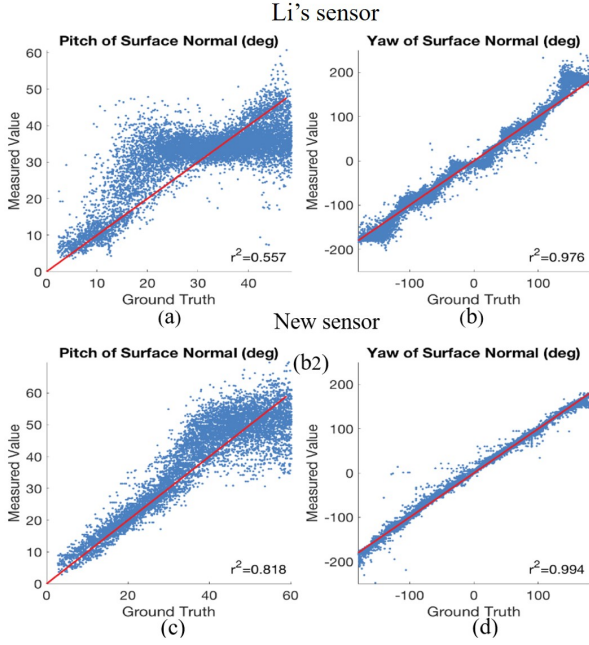 Li's sensor
Pitch of Surface Normal (deg)
Measured Value
60
50
40
30
20
10
0
0
10
20
30
40
r²=0.557
Ground Truth
(a)
Yaw of Surface Normal (deg)
Measured Value
200
100
0
-100
-200
-100
0
100
r²=0.976
Ground Truth
(b)
New sensor
(b2)
Pitch of Surface Normal (deg)
Measured Value
70
60
50
40
30
20
10
0
0
20
40
60
r²=0.818
Ground Truth
(c)
Yaw of Surface Normal (deg)
Measured Value
200
100
0
-100
-200
-100
0
100
r²=0.994
Ground Truth
(d)